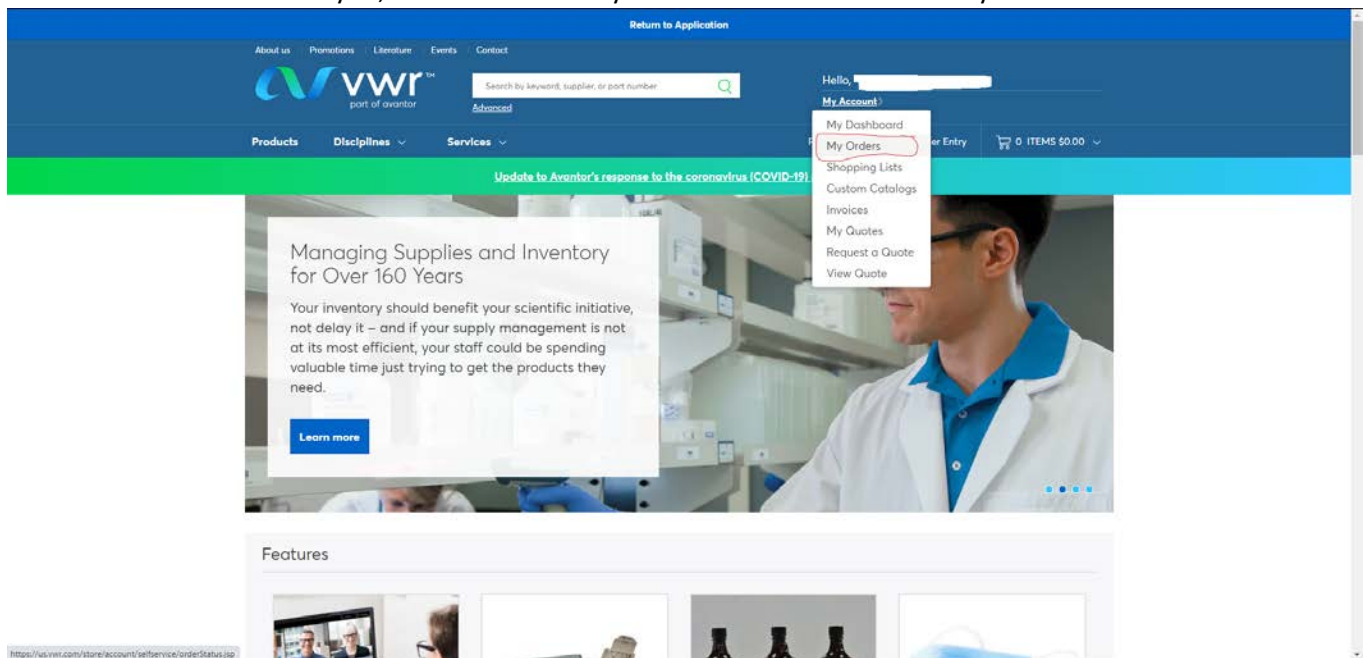 Return to Application
About us Promotions Literature Events Contact
vwr™
part of avantor
Search by keyword, supplier, or part number
Advanced
Hello,
My Account
My Dashboard
My Orders
Shopping Lists
Custom Catalogs
Invoices
My Quotes
Request a Quote
View Quote
Products Disciplines Services er Entry 0 ITEMS $0.00
Update to Avantor's response to the coronavirus (COVID-19)
Managing Supplies and Inventory
for Over 160 Years
Your inventory should benefit your scientific initiative,
not delay it – and if your supply management is not
at its most efficient, your staff could be spending
valuable time just trying to get the products they
need.
Learn more
Features
https://us.vwr.com/store/account/selfservice/orderStatus.jsp